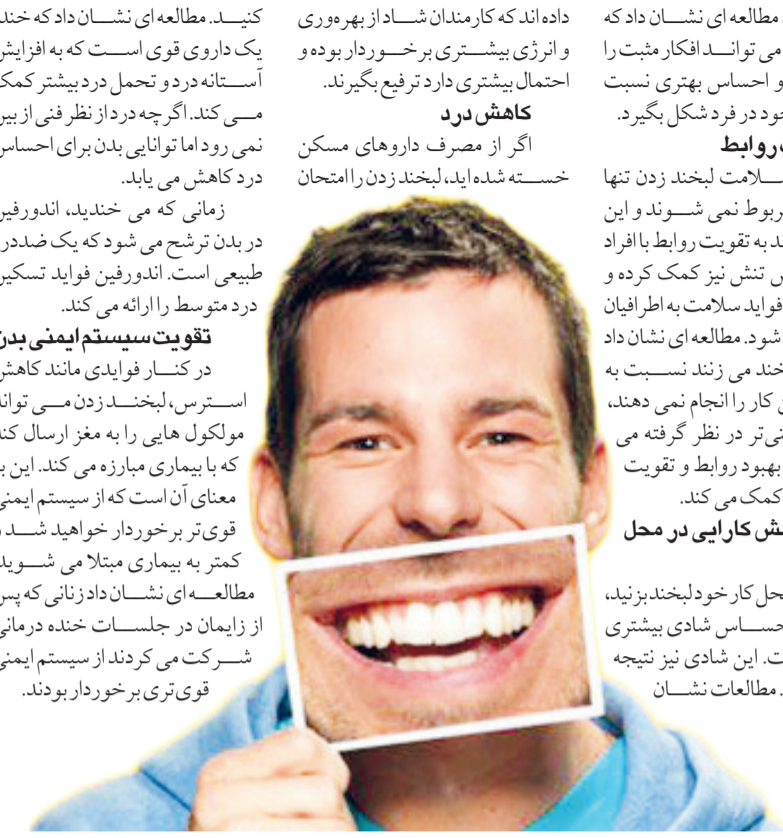 مطالعه ای نشان داد که
می تواند افکار مثبت را
و احساس بهتری نسبت
خود در فرد شکل بگیرد.
روابط
سلامت لبخند زدن تنها
نمی شوند و این
به تقویت روابط با افراد
تنش نیز کمک کرده و
فواید سلامت به اطرافیان
شود. مطالعه ای نشان داد
می زنند نسبت به
کار را انجام نمی دهند،
در نظر گرفته می
بهبود روابط و تقویت
کمک می کند.
کارایی در محل
کار خود لبخند بزنید،
شادی بیشتری
این شادی نیز نتیجه
مطالعات نشان
داده اند که کارمندان شاد از بهره‌وری
و انرژی بیشتری برخوردار بوده و
احتمال بیشتری دارد ترفیع بگیرند.
کاهش درد
اگر از مصرف داروهای مسکن
خسته شده اید، لبخند زدن را امتحان
کنید. مطالعه ای نشان داد که
یک داروی قوی است که به افزایش
آستانه درد و تحمل درد بیشتر کمک
می کند. اگر چه درد از نظر فنی از بین
نمی رود اما توانایی بدن برای احساس
درد کاهش می یابد.
زمانی که می خندید، اندورفین
در بدن ترشح می شود که یک
طبیعی است. اندورفین فواید تسکین
درد متوسط را ارائه می کند.
تقویت سیستم ایمنی بدن
در کنار فوایدی مانند کاهش
استرس، لبخند زدن می
مولکول هایی را به مغز ارسال کند
که با بیماری مبارزه می کند. این
معنای آن است که از سیستم ایمنی
قوی‌تر برخوردار خواهید شد و
کمتر به بیماری مبتلا می شوید.
مطالعه ای نشان داد زنانی که پس
از زایمان در جلسات خنده درمانی
شرکت می کردند از سیستم ایمنی
قوی‌تری برخوردار بودند.